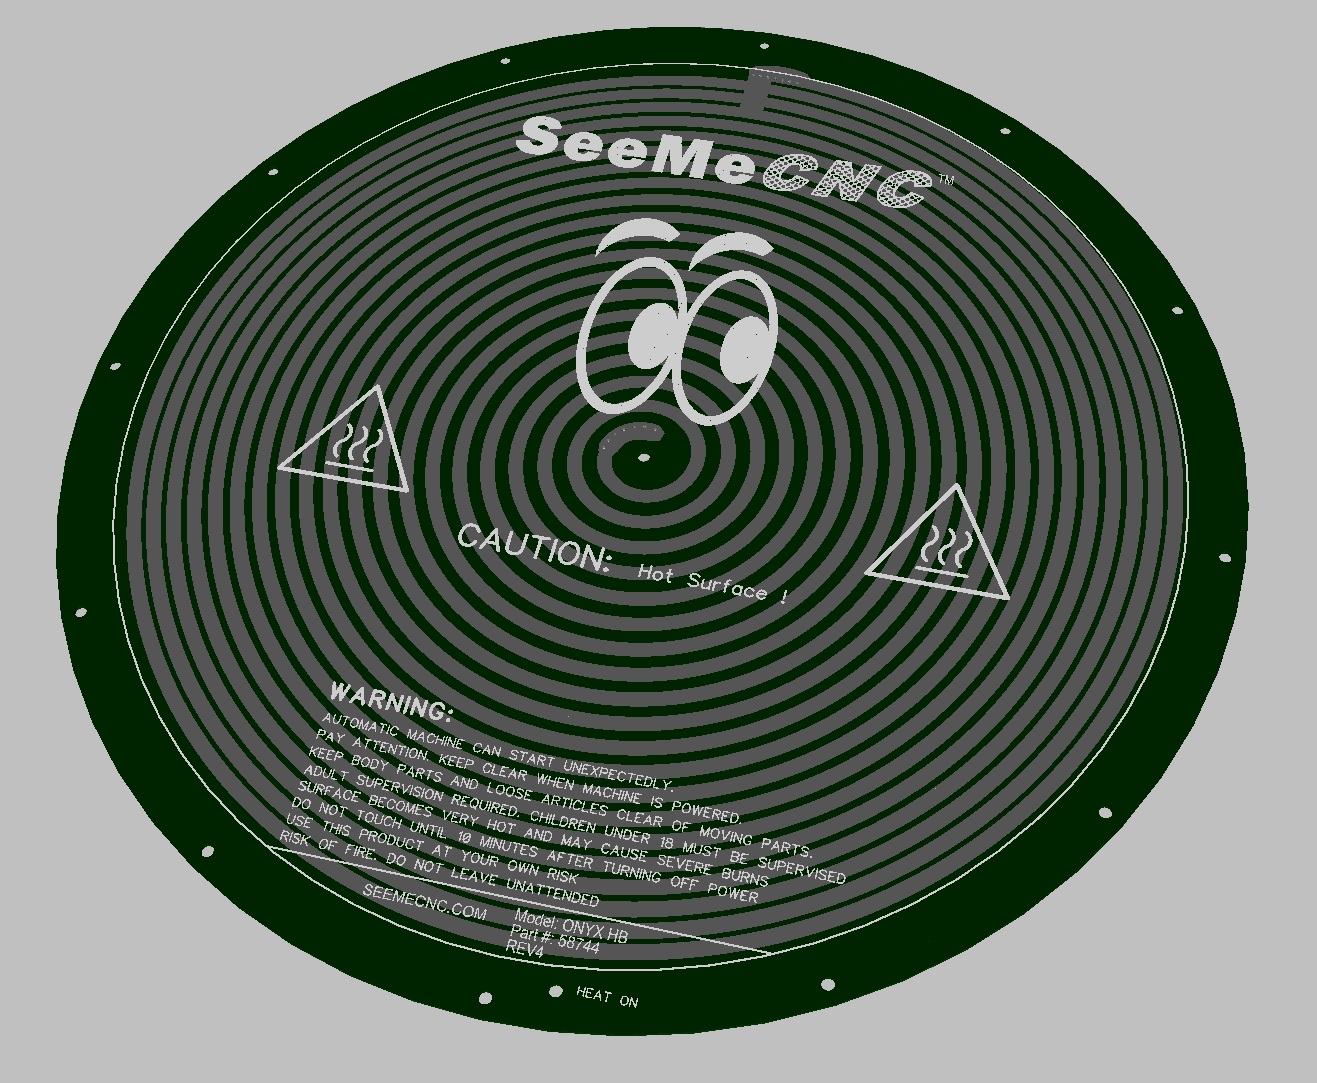 SeeMeCNC™
CAUTION: Hot Surface !
WARNING:
AUTOMATIC MACHINE CAN START UNEXPECTEDLY.
PAY ATTENTION. KEEP CLEAR WHEN MACHINE IS POWERED.
KEEP BODY PARTS AND LOOSE ARTICLES CLEAR OF MOVING PARTS.
ADULT SUPERVISION REQUIRED. CHILDREN UNDER 18 MUST BE SUPERVISED
SURFACE BECOMES VERY HOT AND MAY CAUSE SEVERE BURNS
DO NOT TOUCH UNTIL 10 MINUTES AFTER TURNING OFF POWER
USE THIS PRODUCT AT YOUR OWN RISK
RISK OF FIRE. DO NOT LEAVE UNATTENDED
SEEMECNC.COM
Model: ONYX HB
Part #: 58744
REV4
HEAT ON